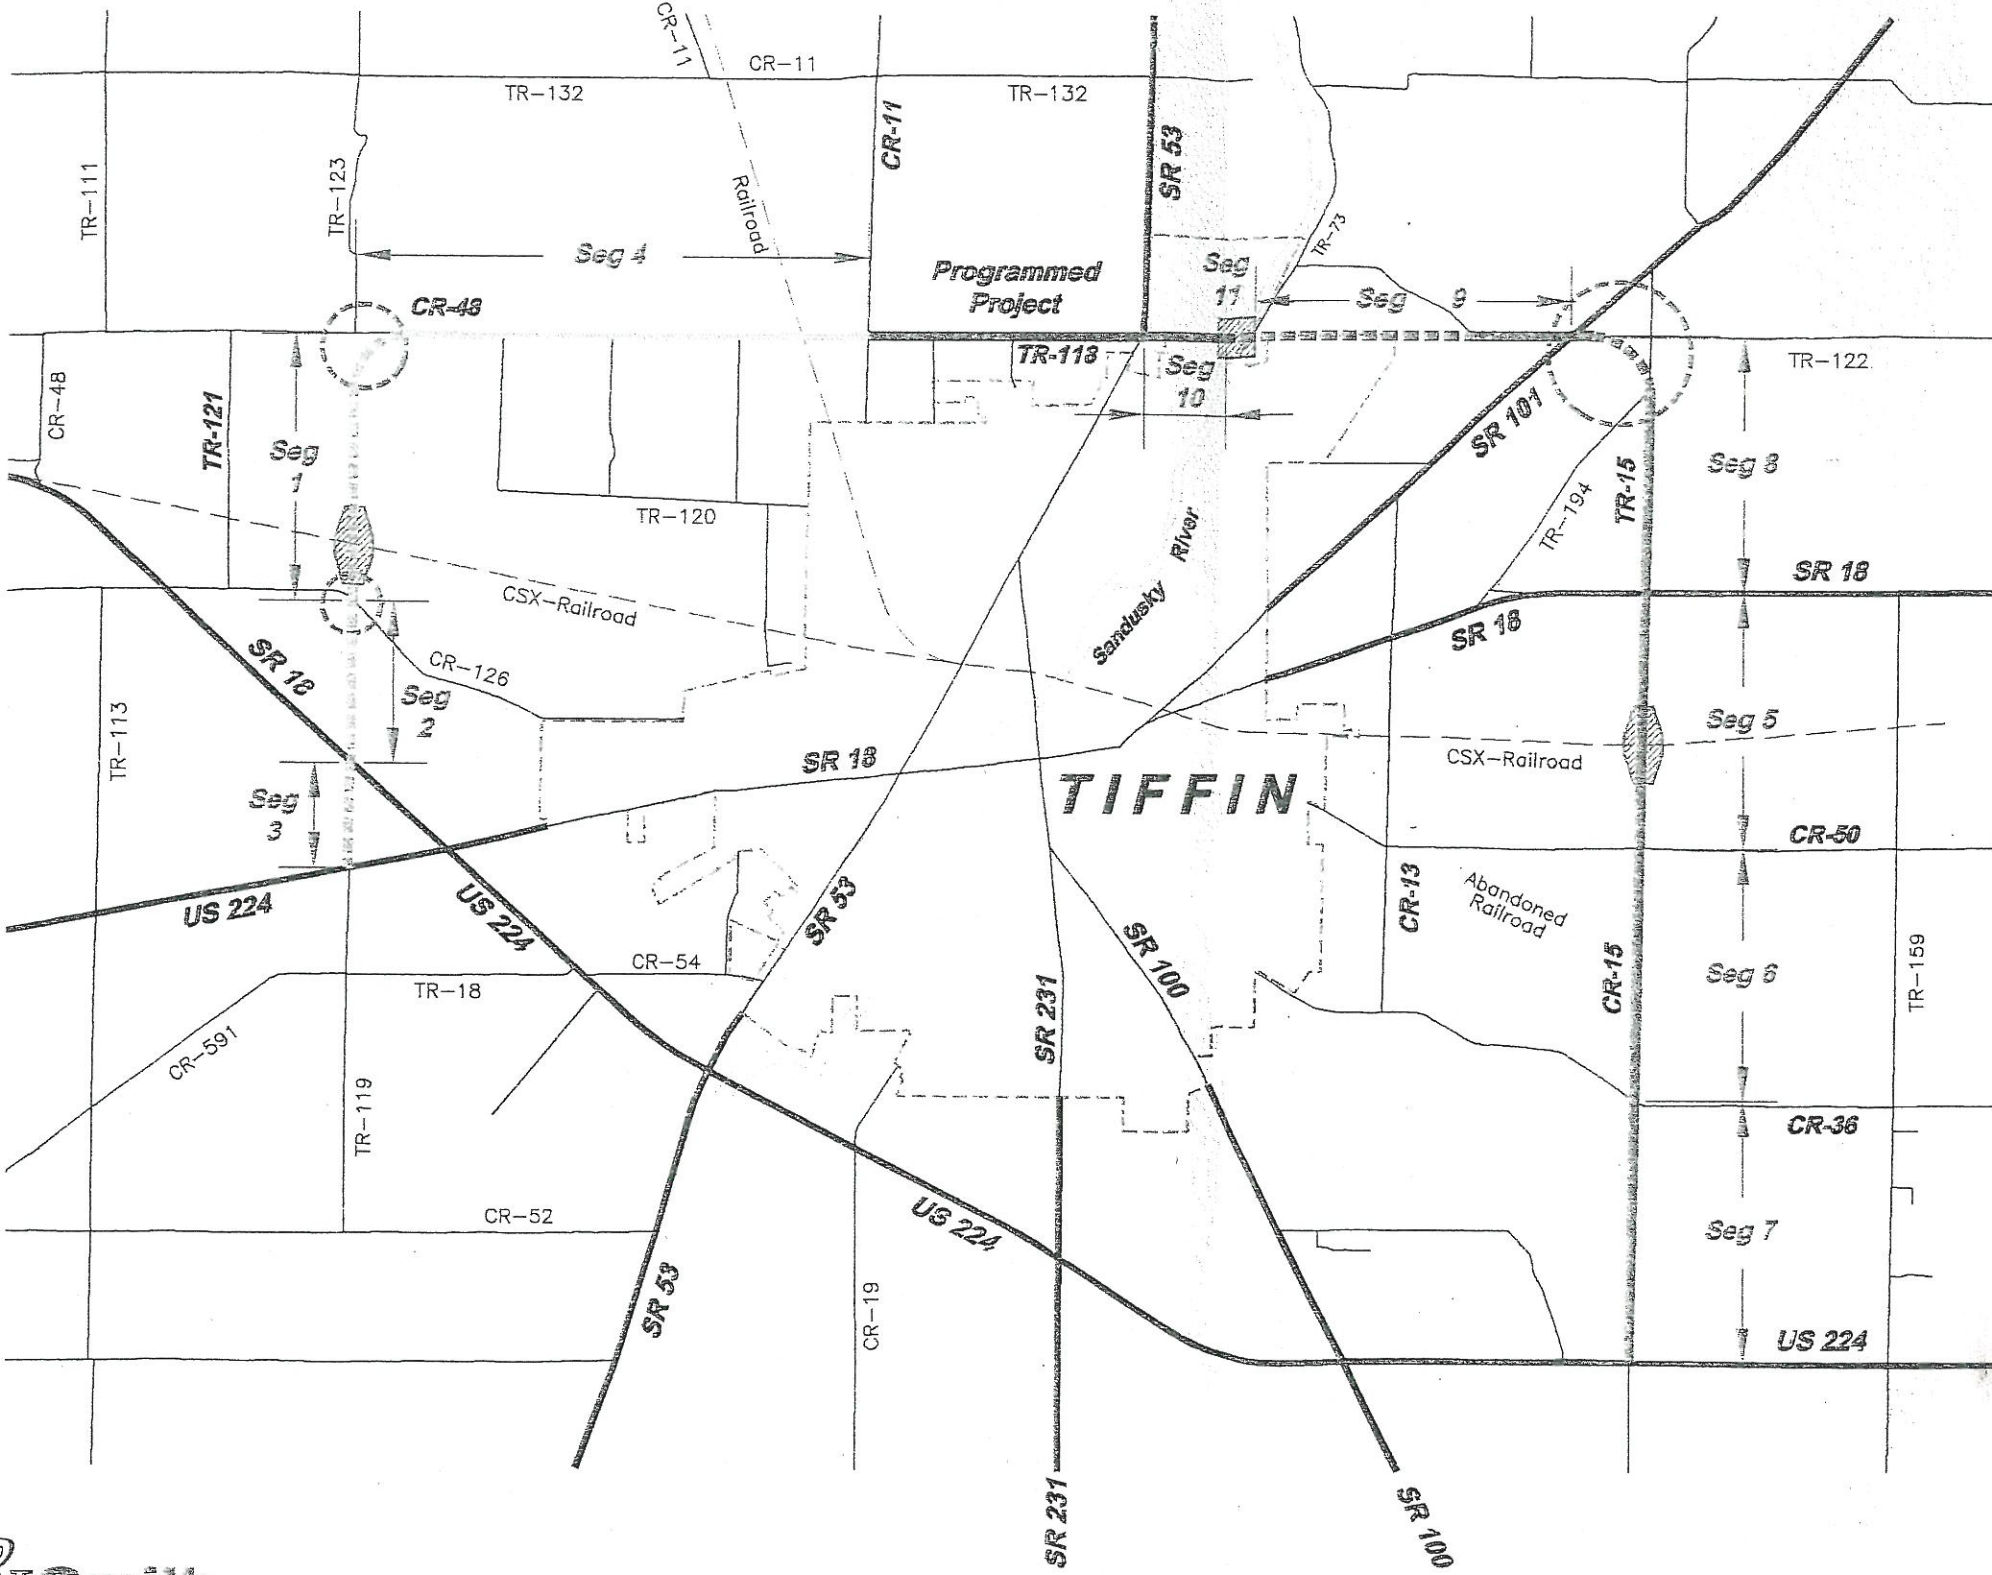 CR-11
CR-11
TR-132
TR-132
CR-11
SR 53
TR-111
TR-123
Railroad
TR-73
Seg 4
Programmed
Project
Seg
11
Seg 9
CR-48
TR-118
Seg
10
TR-122
CR-48
TR-121
Seg
1
SR 101
TR-15
Seg 8
TR-194
TR-120
Sandusky River
SR 18
CSX-Railroad
SR 18
SR 18
CR-126
Seg
2
TR-113
Seg 5
SR 18
CSX-Railroad
Seg
3
TIFFIN
CR-50
US 224
US 224
SR 53
CR-13
Abandoned
Railroad
SR 100
CR-54
TR-18
SR 231
CR-15
Seg 6
TR-159
CR-591
TR-119
CR-36
CR-52
US 224
Seg 7
SR 53
CR-19
US 224
SR 231
SR 100